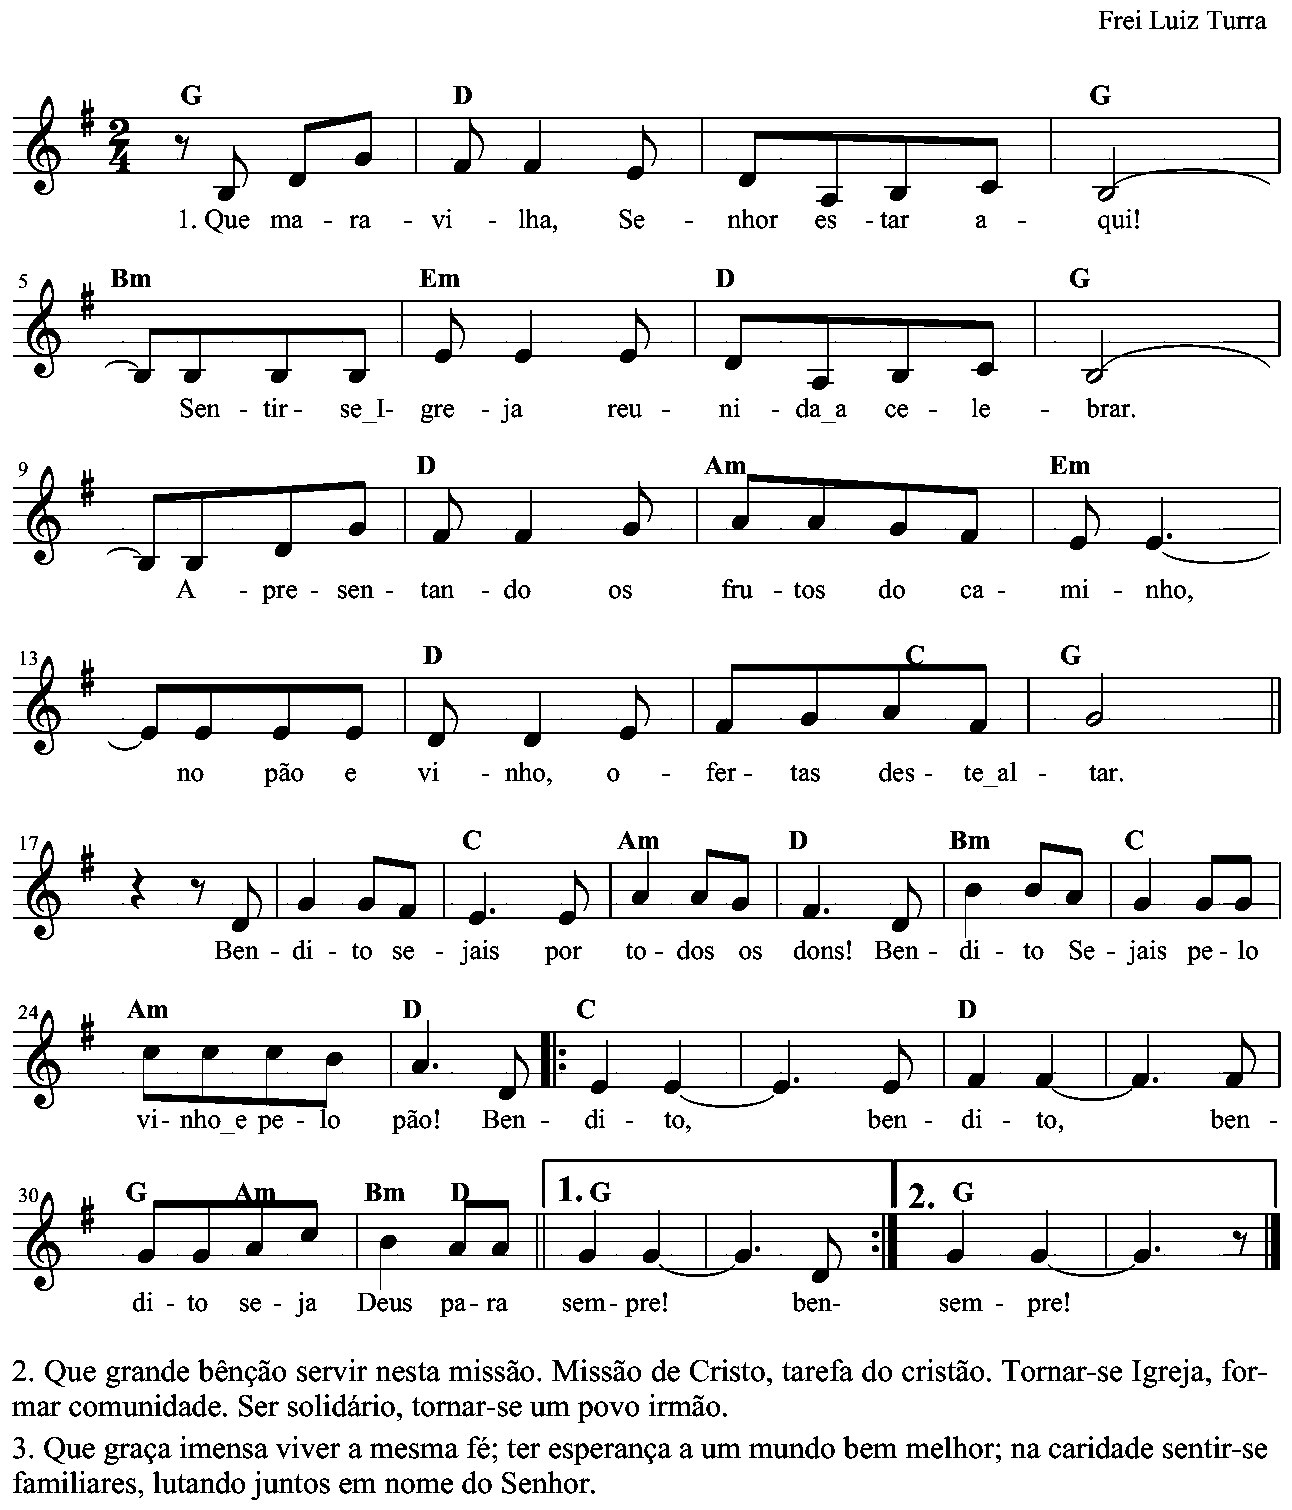 Frei Luiz Turra
G D G
2
4
1. Que ma - ra - vi - lha, Se - nhor es - tar a - qui!
5 Bm Em D G
Sen - tir - se_I - gre - ja reu - ni - da_a ce - le - brar.
9 D Am Em
A - pre - sen - tan - do os fru - tos do ca - mi - nho,
13 D C G
no pão e vi - nho, o - fer - tas des - te_al - tar.
17 C Am D Bm C
Ben - di - to se - jais por to - dos os dons! Ben - di - to Se - jais pe - lo
24 Am D C D
vi - nho_e pe - lo pão! Ben - di - to, ben - di - to, ben -
30 G Am Bm D 1. G 2. G
di - to se - ja Deus pa - ra sem - pre! ben- sem - pre!
2. Que grande bênção servir nesta missão. Missão de Cristo, tarefa do cristão. Tornar-se Igreja, for-
mar comunidade. Ser solidário, tornar-se um povo irmão.
3. Que graça imensa viver a mesma fé; ter esperança a um mundo bem melhor; na caridade sentir-se
familiares, lutando juntos em nome do Senhor.